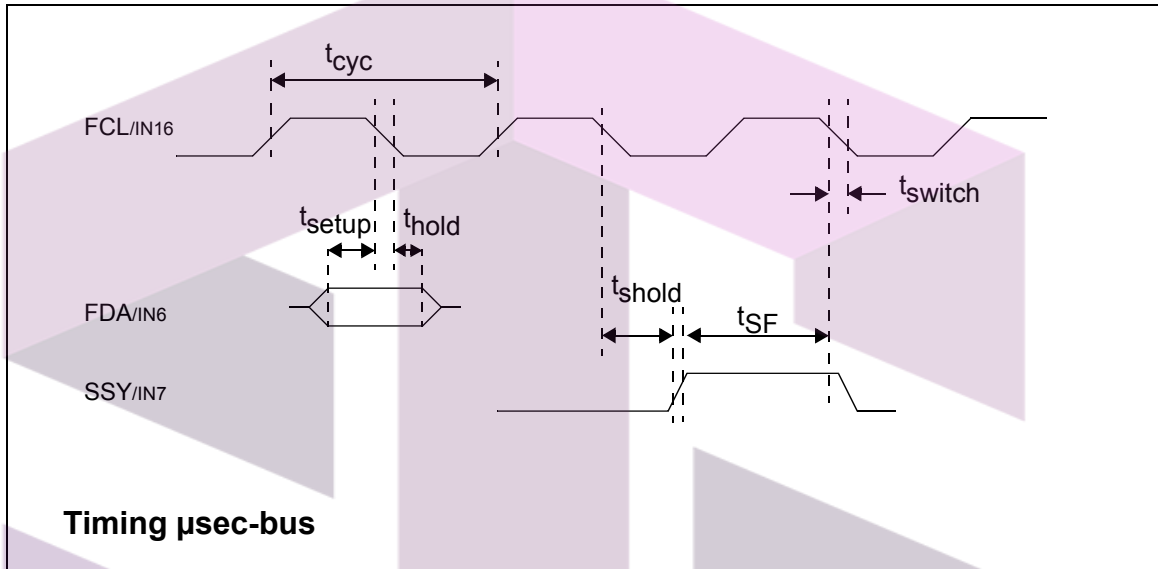 tcyc
FCL/IN16
tswitch
tsetup
thold
tshold
tSF
FDA/IN6
SSY/IN7
Timing µsec-bus